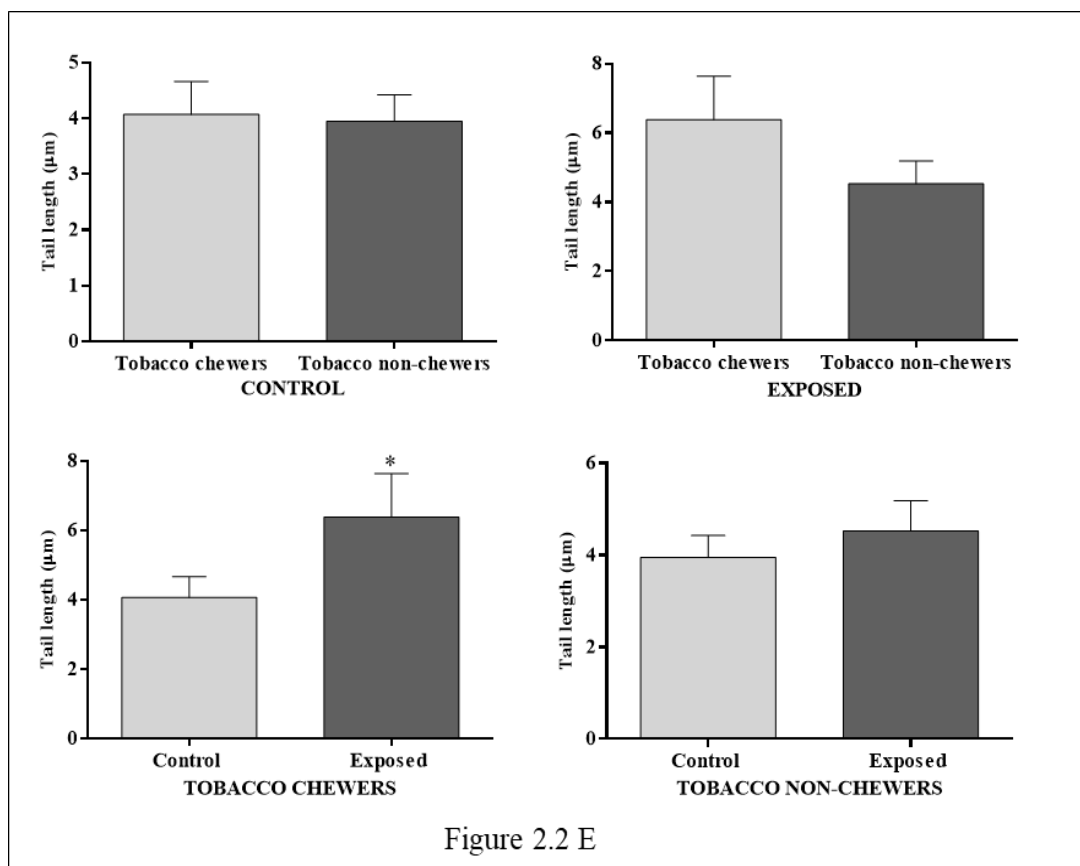 5
4
3
2
1
0
Tail length (μm)
Tobacco chewers Tobacco non-chewers
CONTROL
8
6
4
2
0
Tail length (μm)
Tobacco chewers Tobacco non-chewers
EXPOSED
8
6
4
2
0
Tail length (μm)
*
Control Exposed
TOBACCO CHEWERS
6
4
2
0
Tail length (μm)
Control Exposed
TOBACCO NON-CHEWERS
Figure 2.2 E